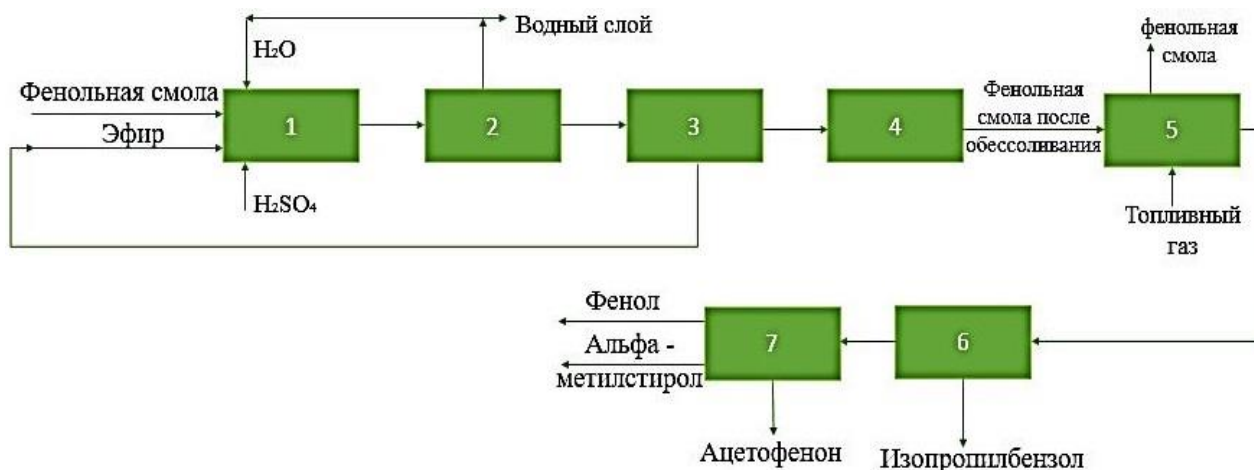 Водный слой
H₂O
Фенольная смола
Эфир
H₂SO₄
1
2
3
4
Фенольная
смола после
обессоливания
фенольная
смола
5
Топливный
газ
Фенол
Альфа -
метилстирол
7
6
Ацетофенон
Изопропилбензол